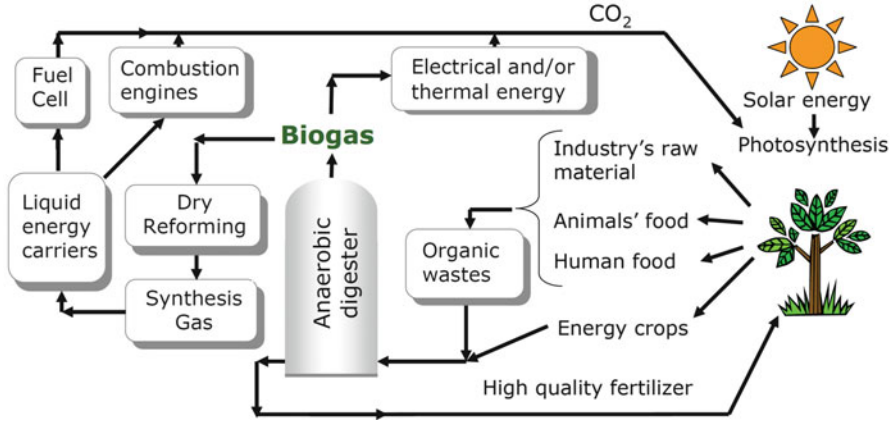 CO₂
Fuel
Cell
Combustion
engines
Electrical and/or
thermal energy
Solar energy
Photosynthesis
Biogas
Industry's raw
material
Liquid
energy
carriers
Dry
Reforming
Anaerobic
digester
Organic
wastes
Animals' food
Human food
Synthesis
Gas
Energy crops
High quality fertilizer